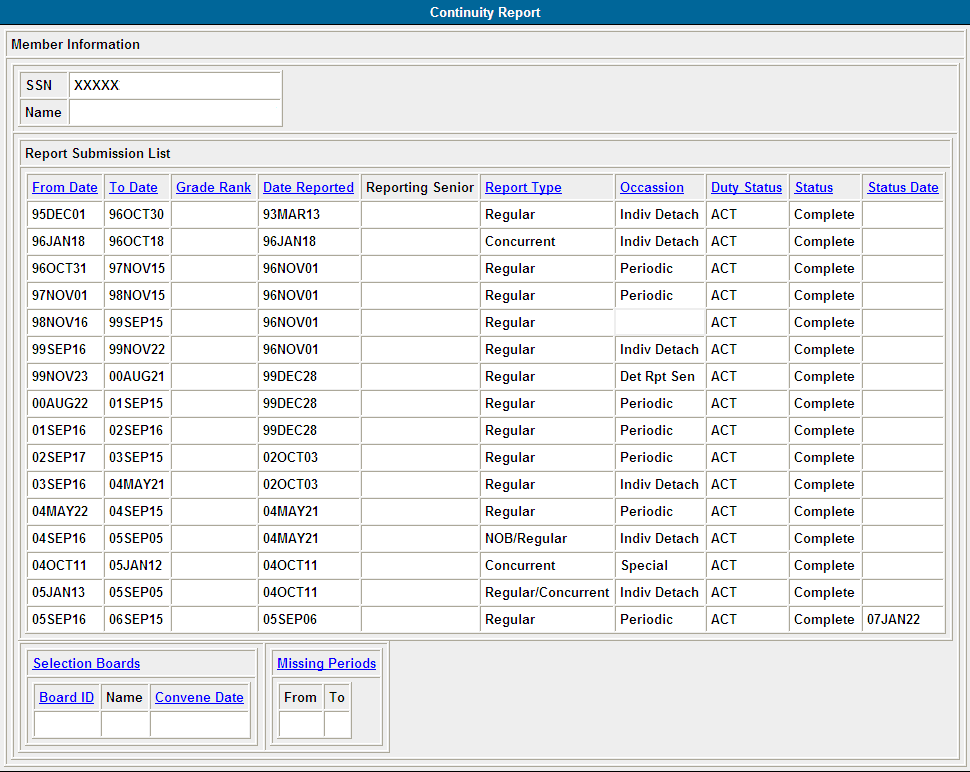 Continuity Report
Member Information
SSN XXXXX
Name
Report Submission List
From Date To Date Grade Rank Date Reported Reporting Senior Report Type Occassion Duty Status Status Status Date
95DEC01 96OCT30 93MAR13 Regular Indiv Detach ACT Complete
96JAN18 96OCT18 96JAN18 Concurrent Indiv Detach ACT Complete
96OCT31 97NOV15 96NOV01 Regular Periodic ACT Complete
97NOV01 98NOV15 96NOV01 Regular Periodic ACT Complete
98NOV16 99SEP15 96NOV01 Regular ACT Complete
99SEP16 99NOV22 96NOV01 Regular Indiv Detach ACT Complete
99NOV23 00AUG21 99DEC28 Regular Det Rpt Sen ACT Complete
00AUG22 01SEP15 99DEC28 Regular Periodic ACT Complete
01SEP16 02SEP16 99DEC28 Regular Periodic ACT Complete
02SEP17 03SEP15 02OCT03 Regular Periodic ACT Complete
03SEP16 04MAY21 02OCT03 Regular Indiv Detach ACT Complete
04MAY22 04SEP15 04MAY21 Regular Periodic ACT Complete
04SEP16 05SEP05 04MAY21 NOB/Regular Indiv Detach ACT Complete
04OCT11 05JAN12 04OCT11 Concurrent Special ACT Complete
05JAN13 05SEP05 04OCT11 Regular/Concurrent Indiv Detach ACT Complete
05SEP16 06SEP15 05SEP06 Regular Periodic ACT Complete 07JAN22
Selection Boards Missing Periods
Board ID Name Convene Date From To